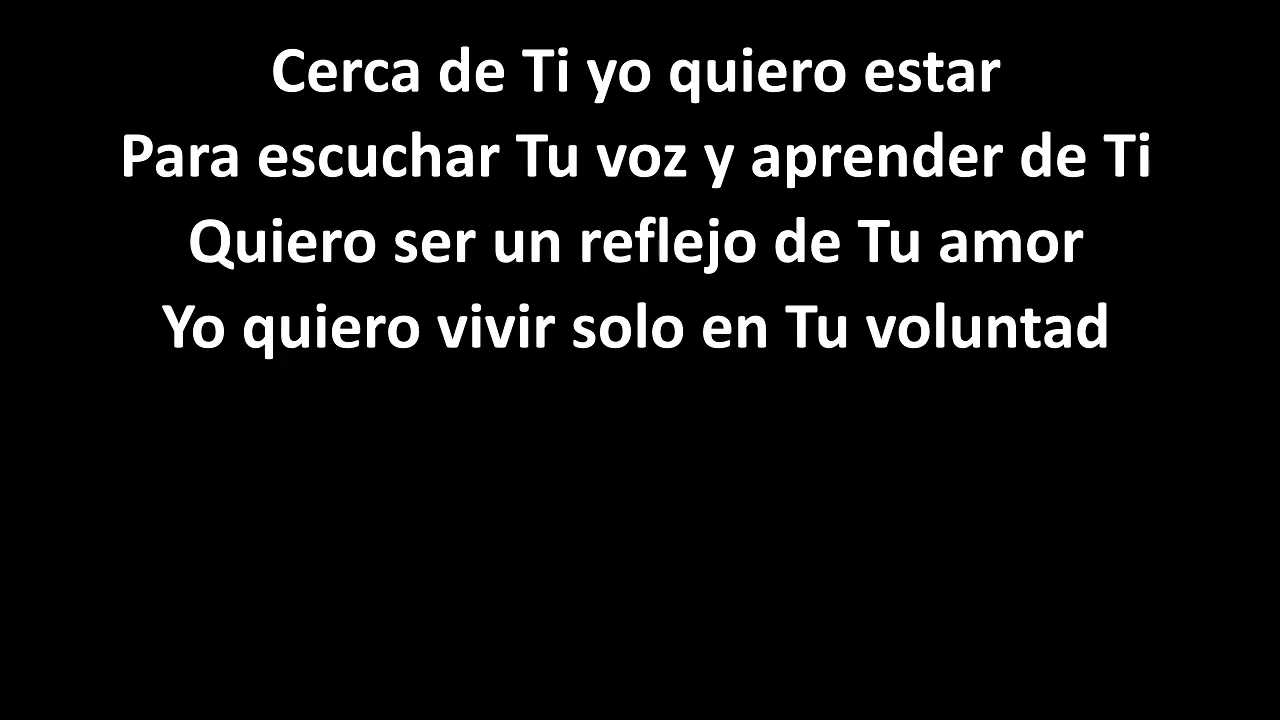 Cerca de Ti yo quiero estar
Para escuchar Tu voz y aprender de Ti
Quiero ser un reflejo de Tu amor
Yo quiero vivir solo en Tu voluntad